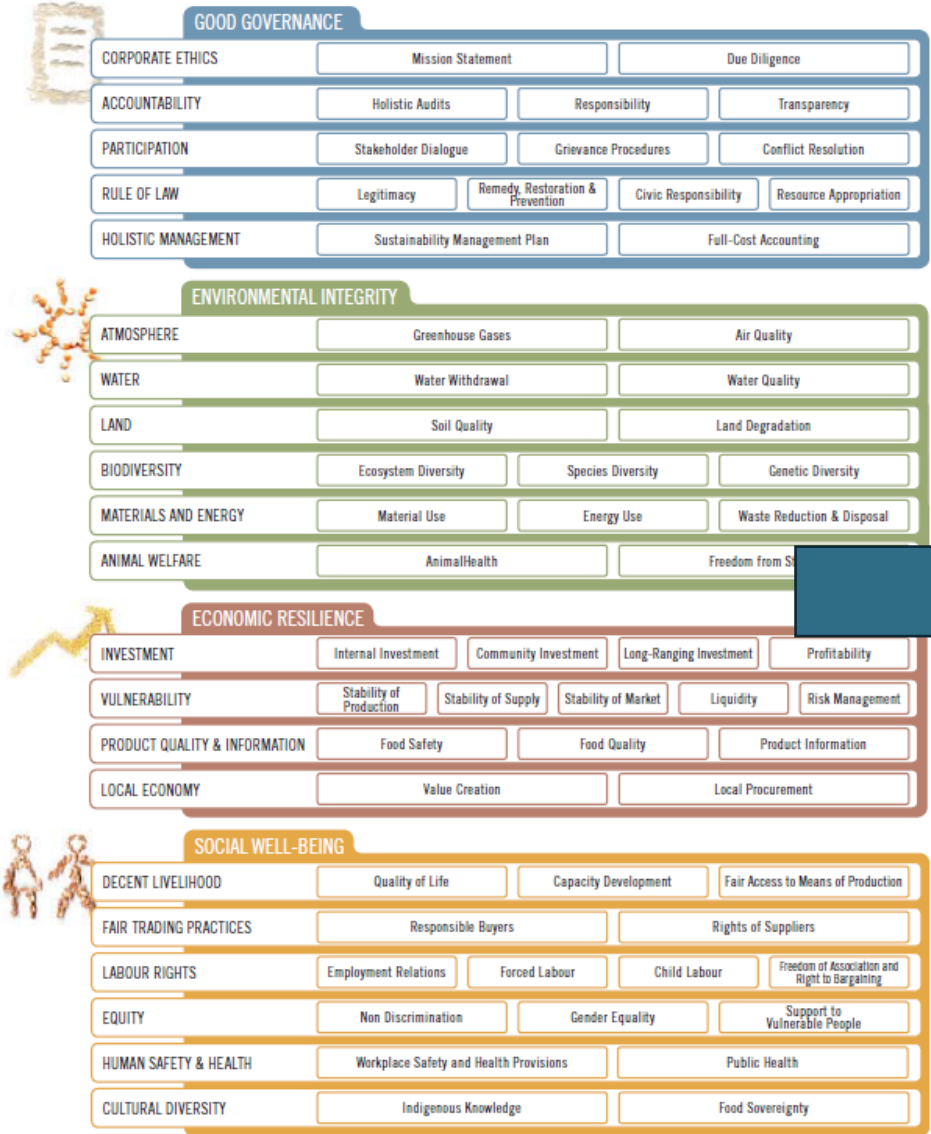 GOOD GOVERNANCE
CORPORATE ETHICS Mission Statement Due Diligence
ACCOUNTABILITY Holistic Audits Responsibility Transparency
PARTICIPATION Stakeholder Dialogue Grievance Procedures Conflict Resolution
RULE OF LAW Legitimacy Remedy, Restoration & Prevention Civic Responsibility Resource Appropriation
HOLISTIC MANAGEMENT Sustainability Management Plan Full-Cost Accounting
ENVIRONMENTAL INTEGRITY
ATMOSPHERE Greenhouse Gases Air Quality
WATER Water Withdrawal Water Quality
LAND Soil Quality Land Degradation
BIODIVERSITY Ecosystem Diversity Species Diversity Genetic Diversity
MATERIALS AND ENERGY Material Use Energy Use Waste Reduction & Disposal
ANIMAL WELFARE AnimalHealth Freedom from
ECONOMIC RESILIENCE
INVESTMENT Internal Investment Community Investment Long-Ranging Investment Profitability
VULNERABILITY Stability of Production Stability of Supply Stability of Market Liquidity Risk Management
PRODUCT QUALITY & INFORMATION Food Safety Food Quality Product Information
LOCAL ECONOMY Value Creation Local Procurement
SOCIAL WELL-BEING
DECENT LIVELIHOOD Quality of Life Capacity Development Fair Access to Means of Production
FAIR TRADING PRACTICES Responsible Buyers Rights of Suppliers
LABOUR RIGHTS Employment Relations Forced Labour Child Labour Freedom of Association and Right to Bargaining
EQUITY Non Discrimination Gender Equality Support to Vulnerable People
HUMAN SAFETY & HEALTH Workplace Safety and Health Provisions Public Health
CULTURAL DIVERSITY Indigenous Knowledge Food Sovereignty